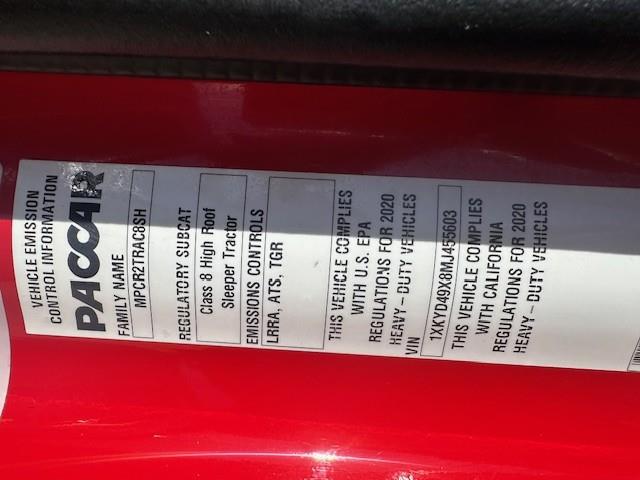 VEHICLE EMISSION
CONTROL INFORMATION
PACCAR
FAMILY NAME
MPCR2TRAC8SH
REGULATORY SUBCAT
Class 8 High Roof
Sleeper Tractor
EMISSIONS CONTROLS
LRRA, ATS, TGR
THIS VEHICLE COMPLIES
WITH U.S. EPA
REGULATIONS FOR 2020
HEAVY – DUTY VEHICLES
VIN
1XKYD49X8MJ455603
THIS VEHICLE COMPLIES
WITH CALIFORNIA
REGULATIONS FOR 2020
HEAVY – DUTY VEHICLES